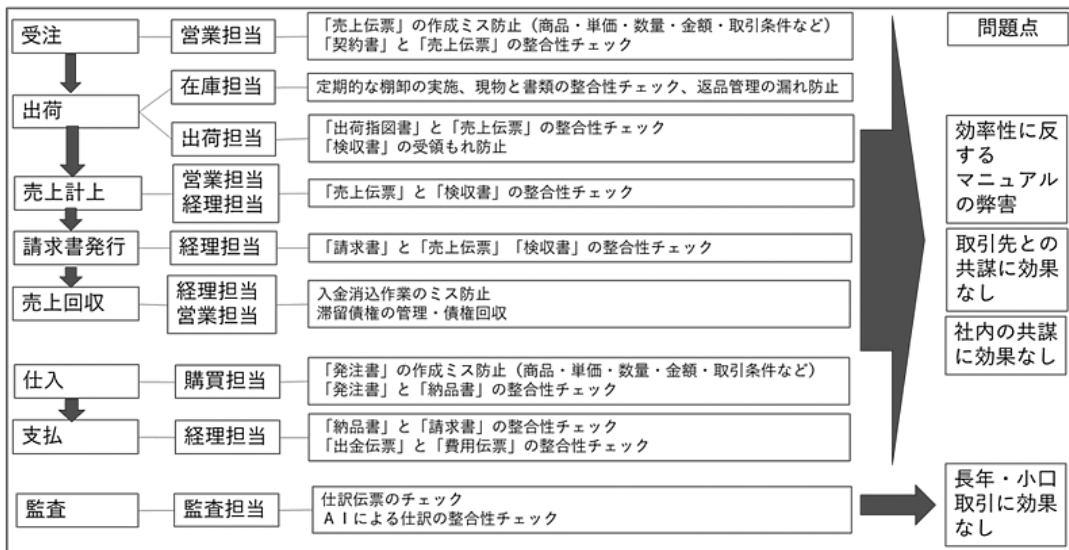 受注
営業担当
「売上伝票」の作成ミス防止（商品・単価・数量・金額・取引条件など）
「契約書」と「売上伝票」の整合性チェック
問題点
在庫担当
定期的な棚卸の実施、現物と書類の整合性チェック、返品管理の漏れ防止
出荷
出荷担当
「出荷指図書」と「売上伝票」の整合性チェック
「検収書」の受領もれ防止
効率性に反
する
マニュアル
の弊害
売上計上
営業担当
経理担当
「売上伝票」と「検収書」の整合性チェック
請求書発行
経理担当
「請求書」と「売上伝票」「検収書」の整合性チェック
取引先との
共謀に効果
なし
売上回収
経理担当
営業担当
入金消込作業のミス防止
滞留債権の管理・債権回収
社内の共謀
に効果なし
仕入
購買担当
「発注書」の作成ミス防止（商品・単価・数量・金額・取引条件など）
「発注書」と「納品書」の整合性チェック
支払
経理担当
「納品書」と「請求書」の整合性チェック
「出金伝票」と「費用伝票」の整合性チェック
監査
監査担当
仕訳伝票のチェック
ＡＩによる仕訳の整合性チェック
長年・小口
取引に効果
なし